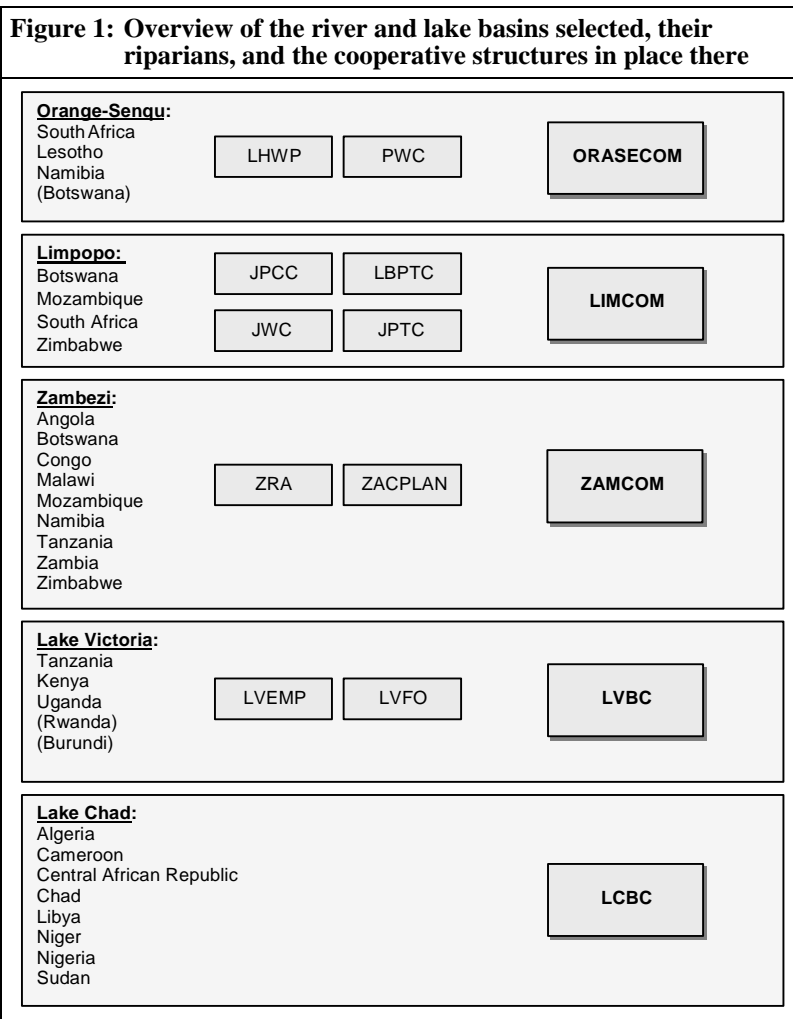 Figure 1: Overview of the river and lake basins selected, their
riparians, and the cooperative structures in place there
Orange-Senqu:
South Africa
Lesotho
Namibia
(Botswana)
LHWP
PWC
ORASECOM
Limpopo:
Botswana
Mozambique
South Africa
Zimbabwe
JPCC
LBPTC
JWC
JPTC
LIMCOM
Zambezi:
Angola
Botswana
Congo
Malawi
Mozambique
Namibia
Tanzania
Zambia
Zimbabwe
ZRA
ZACPLAN
ZAMCOM
Lake Victoria:
Tanzania
Kenya
Uganda
(Rwanda)
(Burundi)
LVEMP
LVFO
LVBC
Lake Chad:
Algeria
Cameroon
Central African Republic
Chad
Libya
Niger
Nigeria
Sudan
LCBC